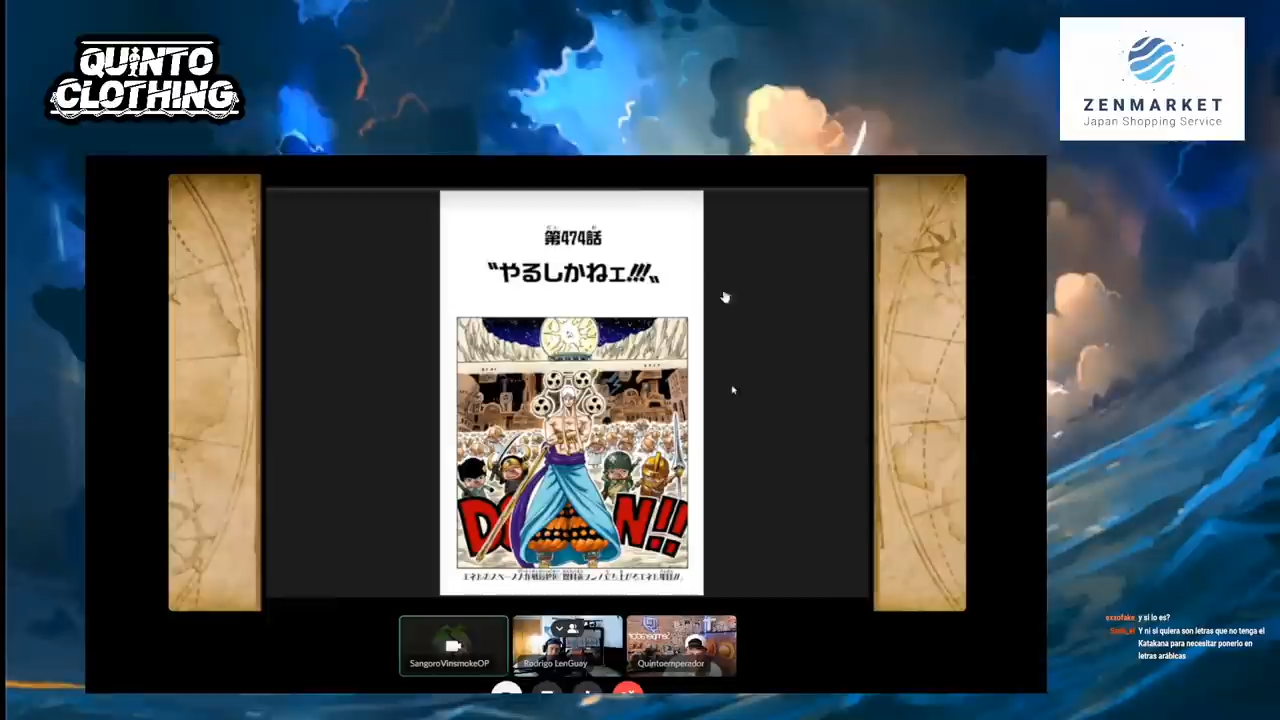 QUINTO
CLOTHING
ZENMARKET
Japan Shopping Service
第474話
"やるしかねェ!!!"
DO
N!!
SangoroVinsmokeOP
Rodrigo LenGuay
Quintoemperador
exxofake y si lo es?
Y ni si quiera son letras que no tenga el
Katakana para necesitar ponerlo en
letras arábicas